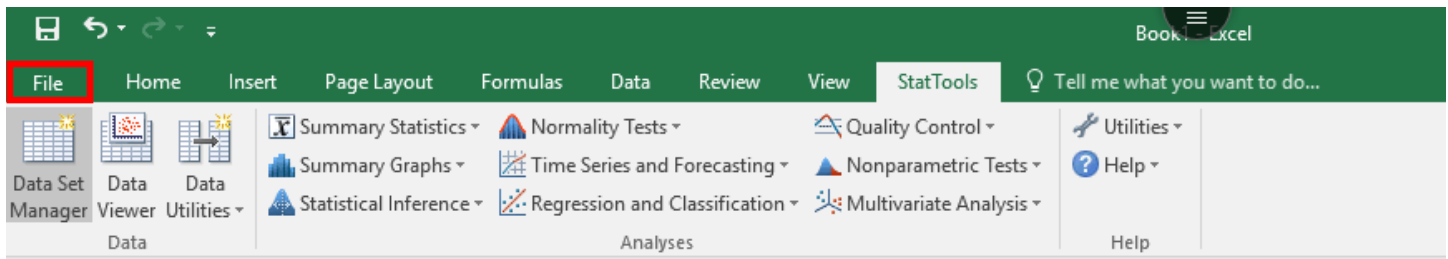 Book1 - Excel
File Home Insert Page Layout Formulas Data Review View StatTools Tell me what you want to do...
Data Set Manager
Data Viewer
Data Utilities
Data
Summary Statistics
Summary Graphs
Statistical Inference
Normality Tests
Time Series and Forecasting
Regression and Classification
Quality Control
Nonparametric Tests
Multivariate Analysis
Analyses
Utilities
Help
Help